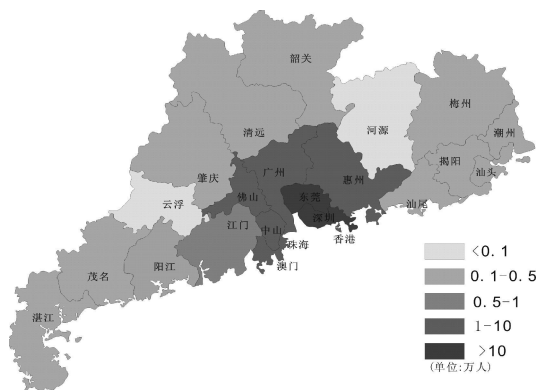 韶关
梅州
河源
潮州
清远
揭阳
汕头
肇庆
广州
惠州
云浮
佛山
东莞
汕尾
深圳
江门
中山
香港
珠海
阳江
澳门
茂名
湛江
<0.1
0.1-0.5
0.5-1
1-10
>10
(单位:万人)